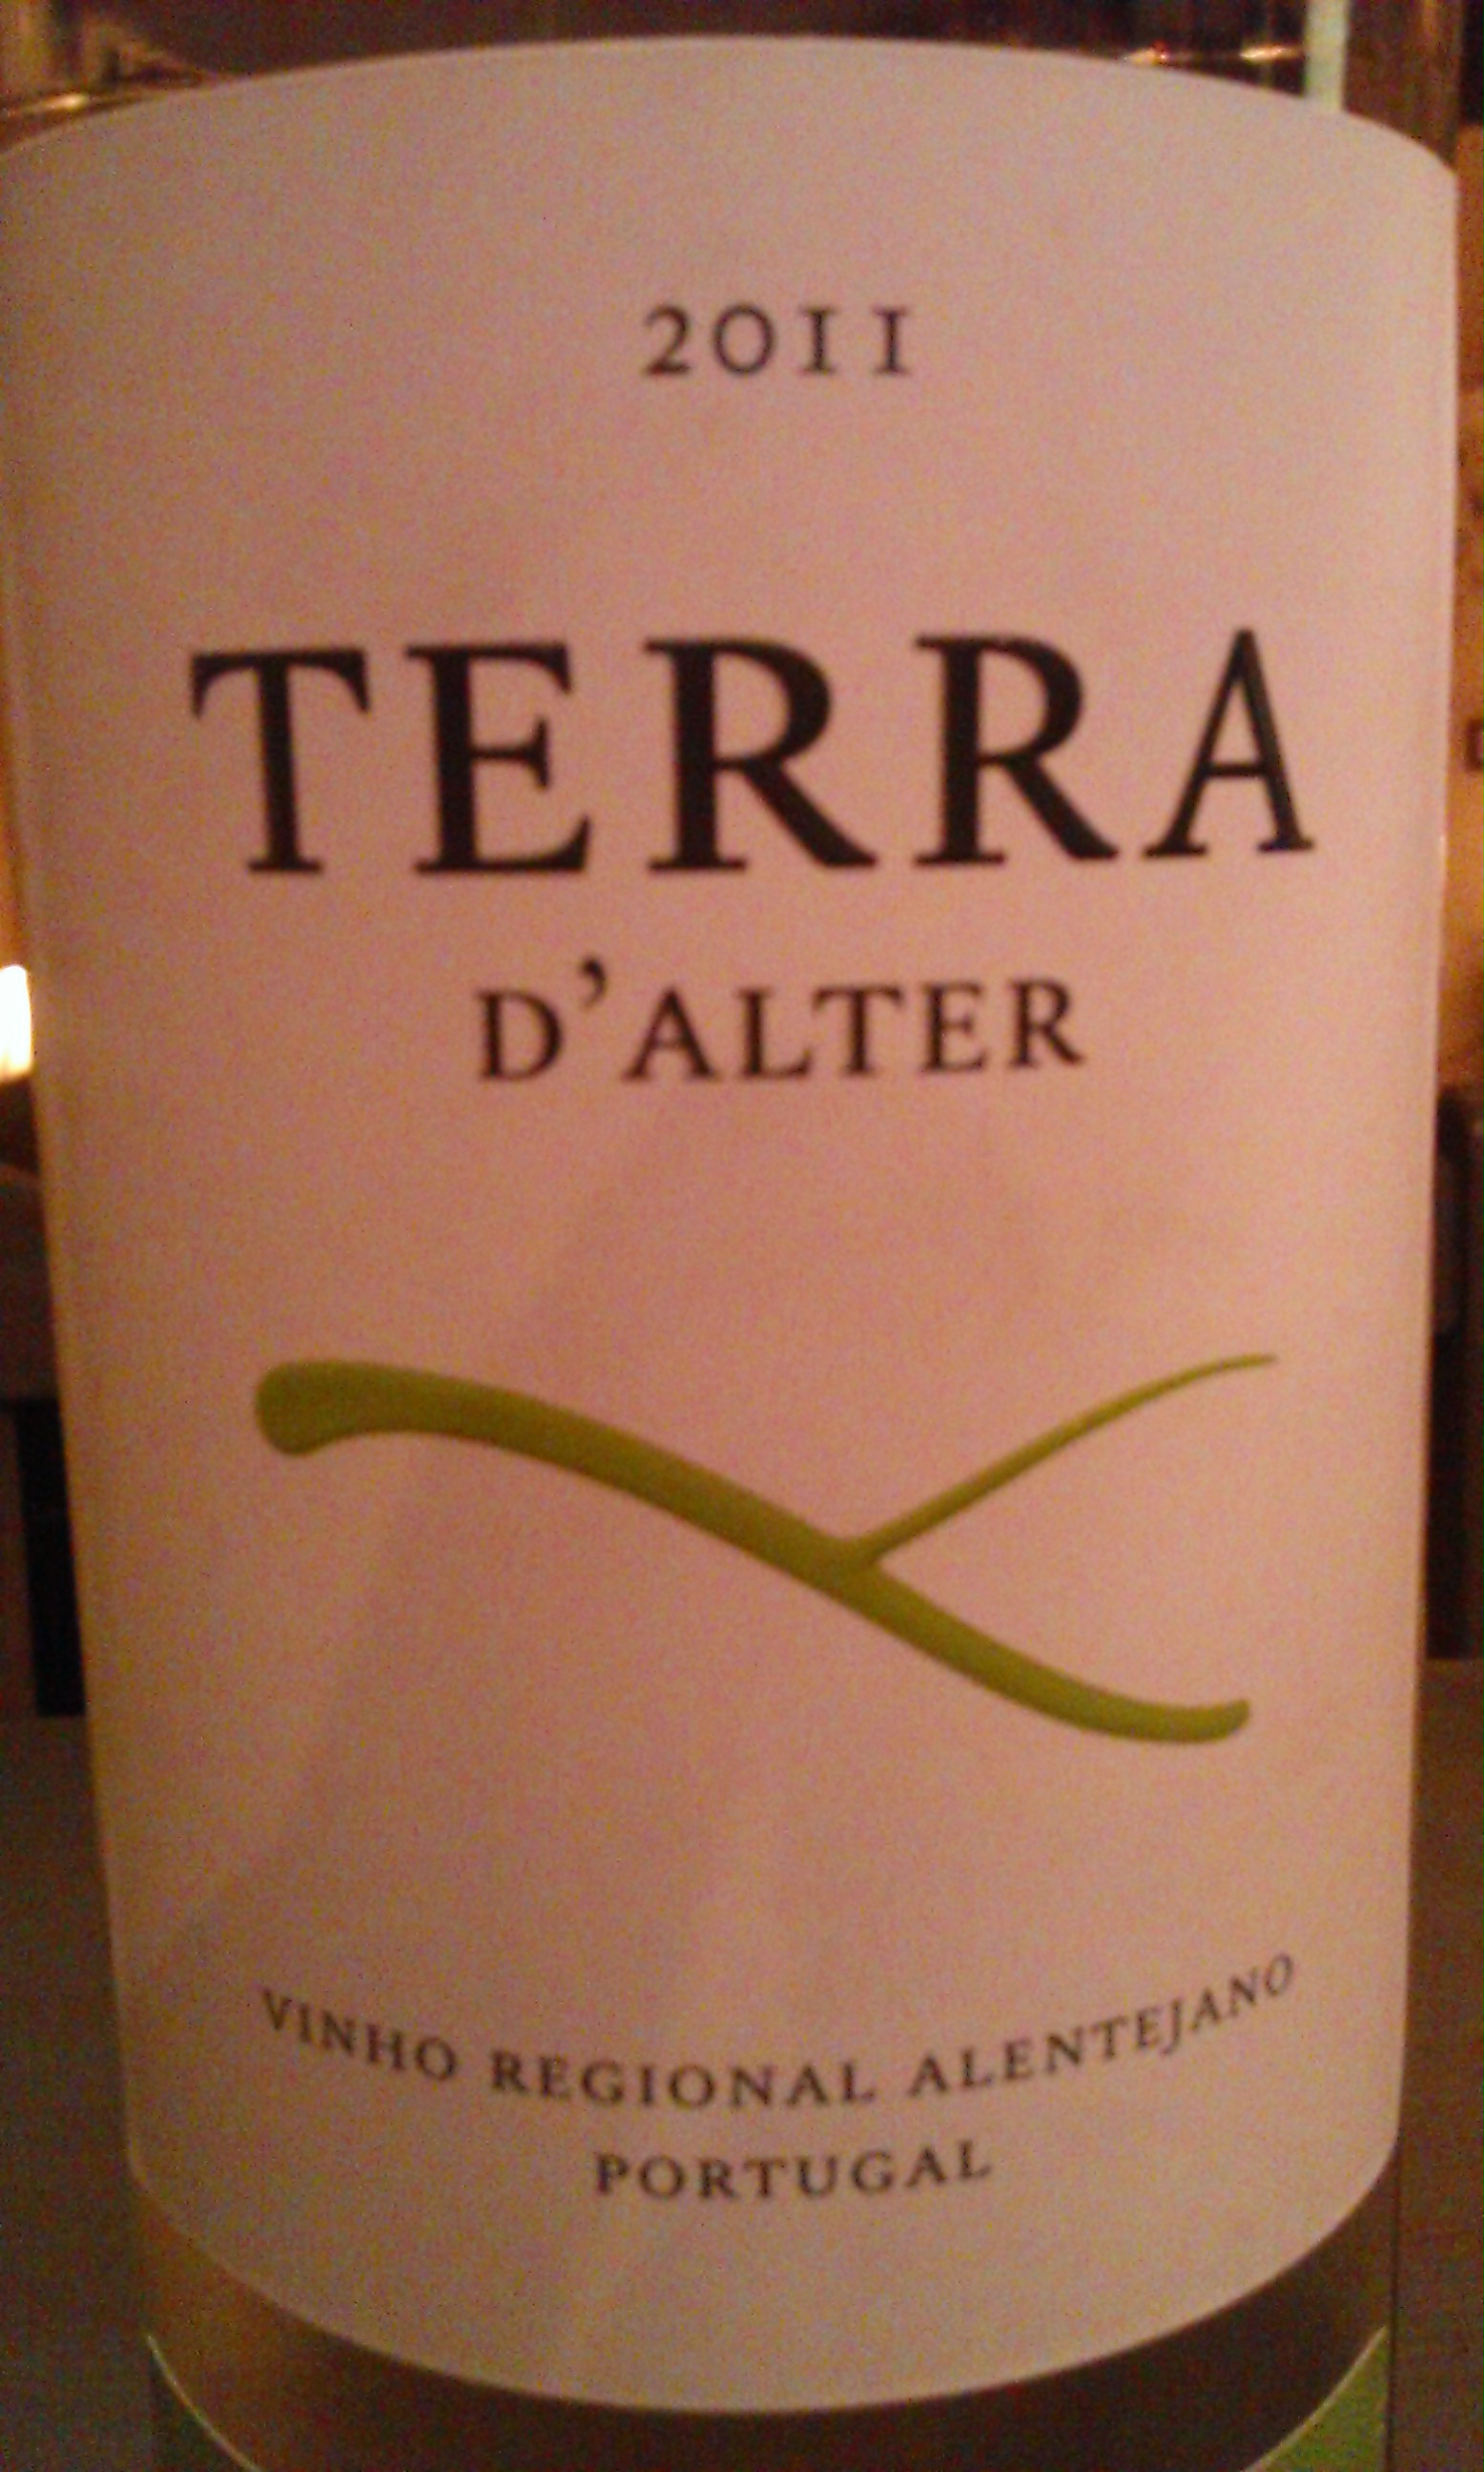 2011
TERRA
D'ALTER
VINHO REGIONAL ALENTEJANO
PORTUGAL